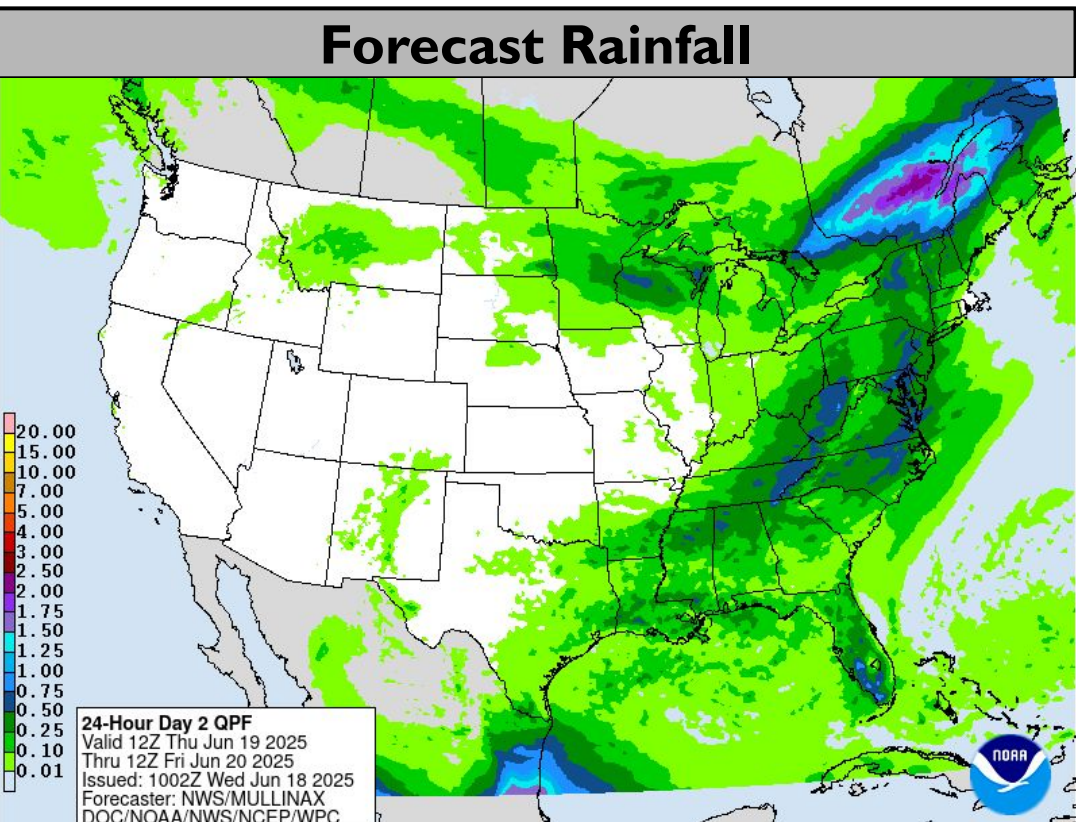 Forecast Rainfall
20.00
15.00
10.00
7.00
5.00
4.00
3.00
2.50
2.00
1.75
1.50
1.25
1.00
0.75
0.50
0.25
0.10
0.01
24-Hour Day 2 QPF
Valid 12Z Thu Jun 19 2025
Thru 12Z Fri Jun 20 2025
Issued: 1002Z Wed Jun 18 2025
Forecaster: NWS/MULLINAX
DOC/NOAA/NWS/NCEP/WPC
NOAA